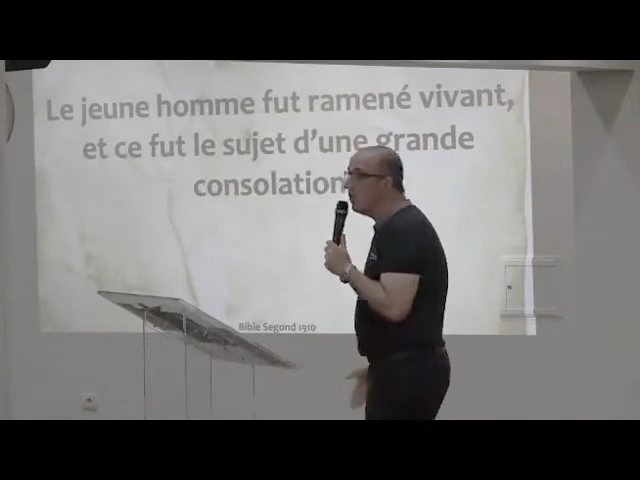 Le jeune homme fut ramené vivant,
et ce fut le sujet d'une grande
consolation
Bible Segond 1910